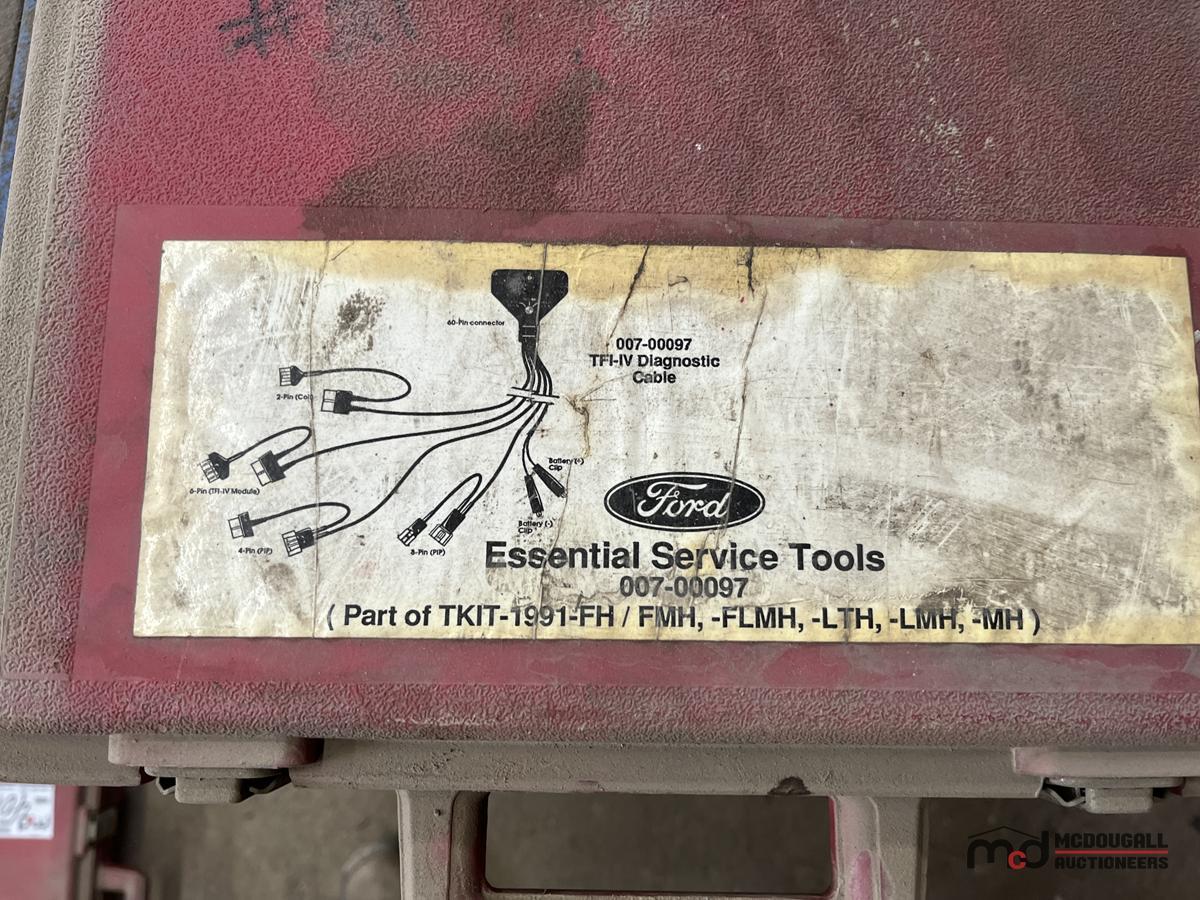 60-Pin connector
007-00097
TFI-IV Diagnostic
Cable
2-Pin (Coil)
6-Pin (TFI-IV Module)
Battery (+)
Clip
Battery (-)
Clip
4-Pin (PIP)
3-Pin (PIP)
Ford
Essential Service Tools
007-00097
( Part of TKIT-1991-FH / FMH, -FLMH, -LTH, -LMH, -MH )
mcd MCDOUGALL
AUCTIONEERS